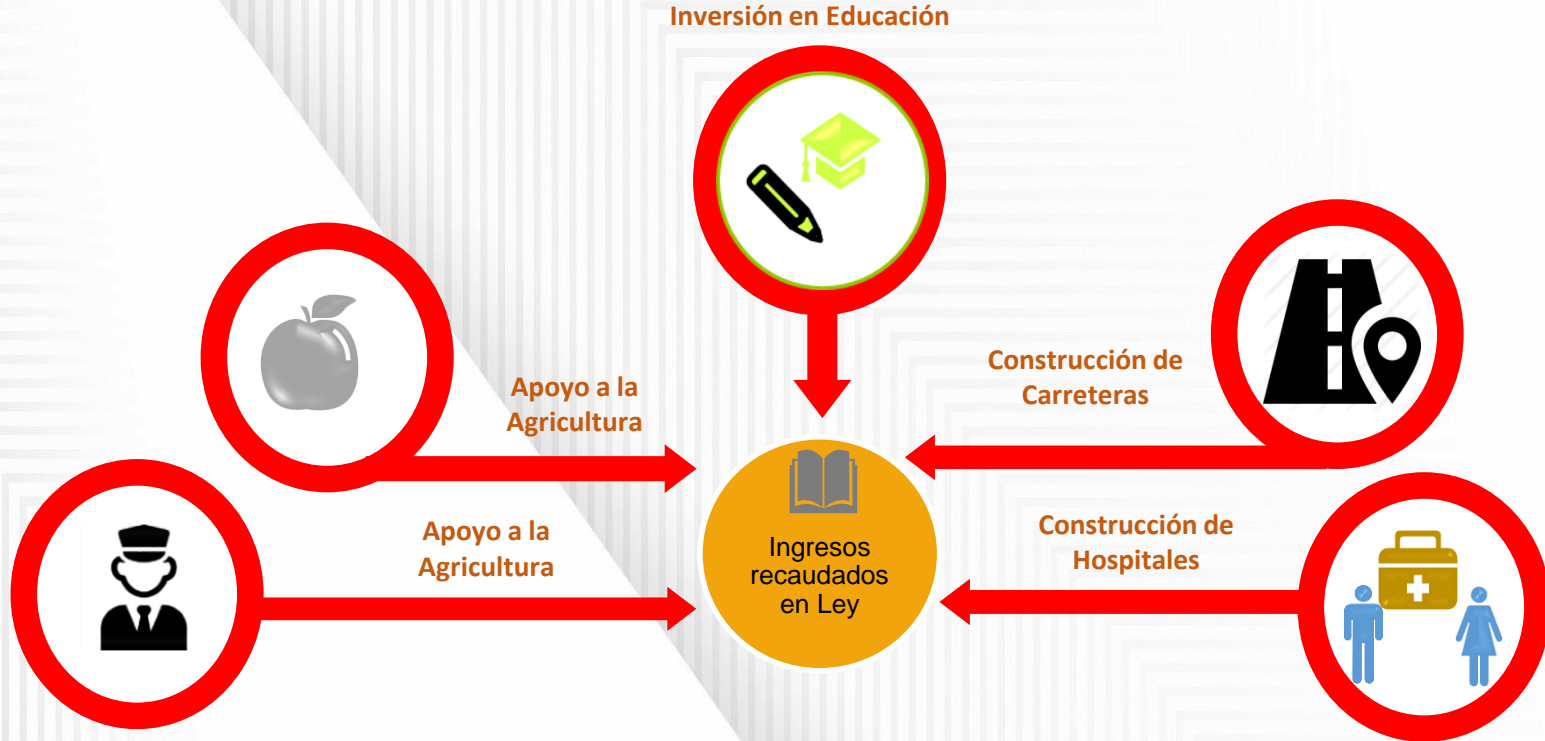 Inversión en Educación
Apoyo a la
Agricultura
Construcción de
Carreteras
Apoyo a la
Agricultura
Ingresos
recaudados
en Ley
Construcción de
Hospitales